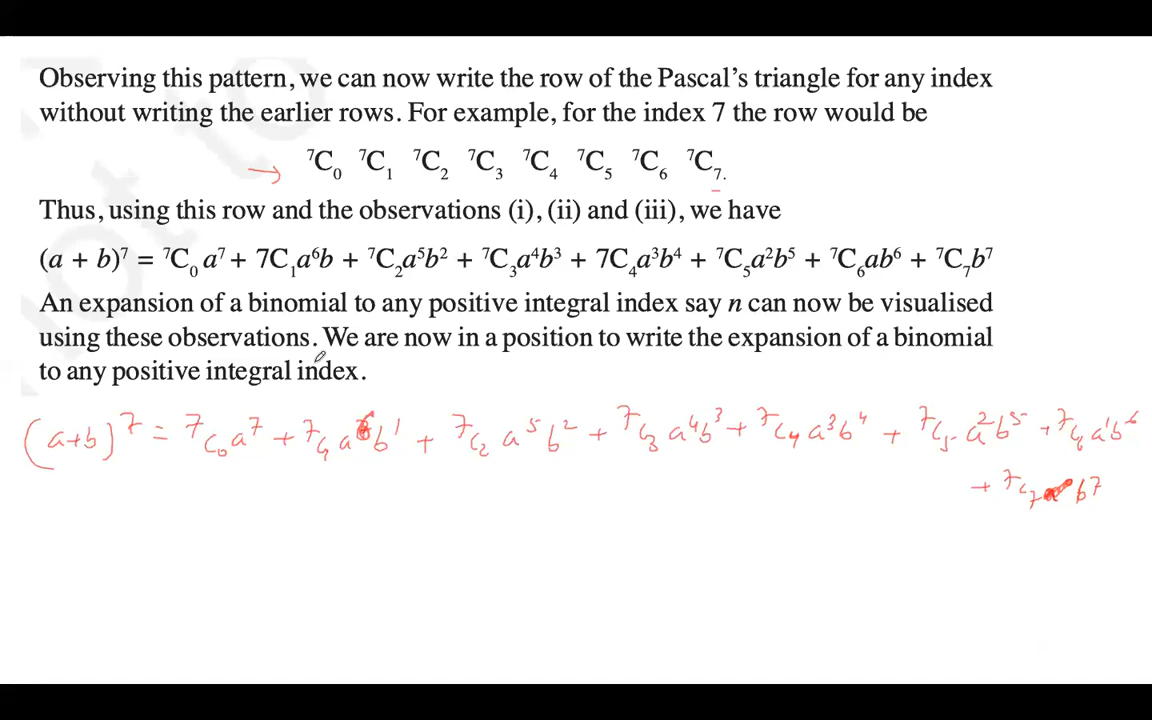 Observing this pattern, we can now write the row of the Pascal’s triangle for any index
without writing the earlier rows. For example, for the index 7 the row would be
→ ⁷C₀ ⁷C₁ ⁷C₂ ⁷C₃ ⁷C₄ ⁷C₅ ⁷C₆ ⁷C₇.
Thus, using this row and the observations (i), (ii) and (iii), we have
(a + b)⁷ = ⁷C₀ a⁷ + 7C₁a⁶b + ⁷C₂a⁵b² + ⁷C₃a⁴b³ + 7C₄a³b⁴ + ⁷C₅a²b⁵ + ⁷C₆ab⁶ + ⁷C₇b⁷
An expansion of a binomial to any positive integral index say n can now be visualised
using these observations. We are now in a position to write the expansion of a binomial
to any positive integral index.
(a+b)⁷ = ⁷C₀a⁷ + ⁷C₁a⁶b¹ + ⁷C₂a⁵b² + ⁷C₃a⁴b³ + ⁷C₄a³b⁴ + ⁷C₅a²b⁵ + ⁷C₆a¹b⁶
+ ⁷C₇b⁷